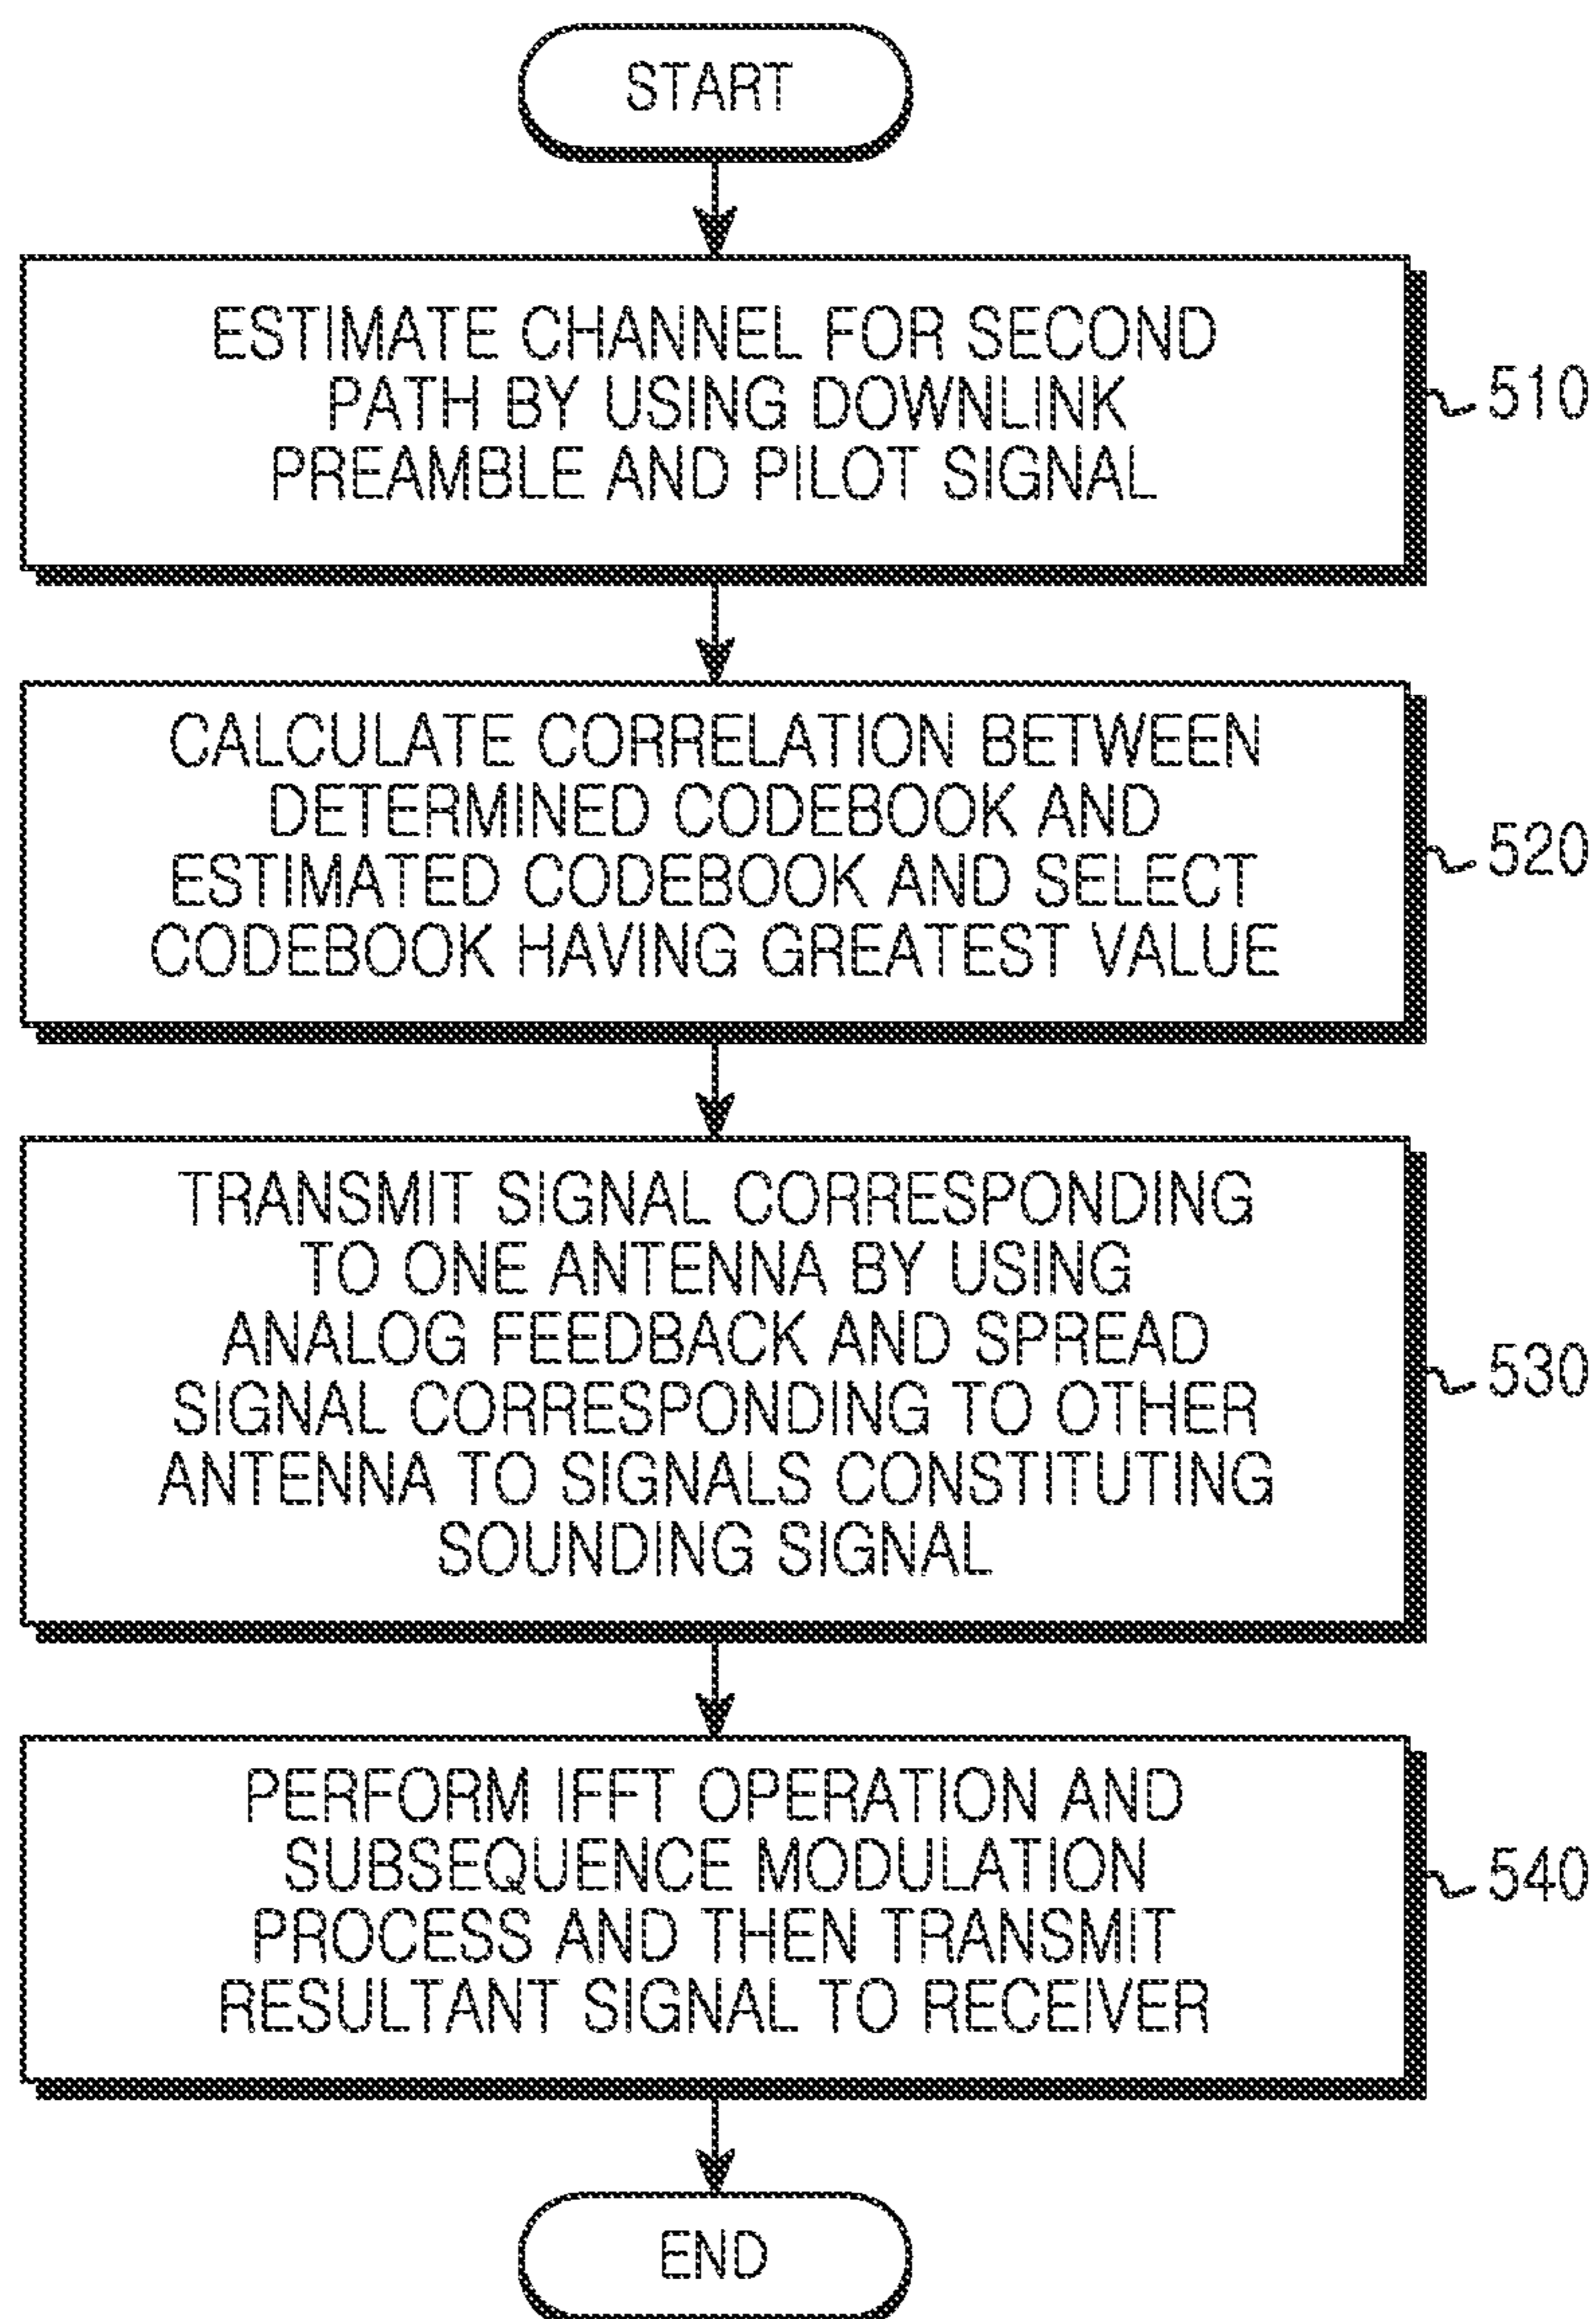 START
ESTIMATE CHANNEL FOR SECOND
PATH BY USING DOWNLINK
PREAMBLE AND PILOT SIGNAL
510
CALCULATE CORRELATION BETWEEN
DETERMINED CODEBOOK AND
ESTIMATED CODEBOOK AND SELECT
CODEBOOK HAVING GREATEST VALUE
520
TRANSMIT SIGNAL CORRESPONDING
TO ONE ANTENNA BY USING
ANALOG FEEDBACK AND SPREAD
SIGNAL CORRESPONDING TO OTHER
ANTENNA TO SIGNALS CONSTITUTING
SOUNDING SIGNAL
530
PERFORM IFFT OPERATION AND
SUBSEQUENCE MODULATION
PROCESS AND THEN TRANSMIT
RESULTANT SIGNAL TO RECEIVER
540
END